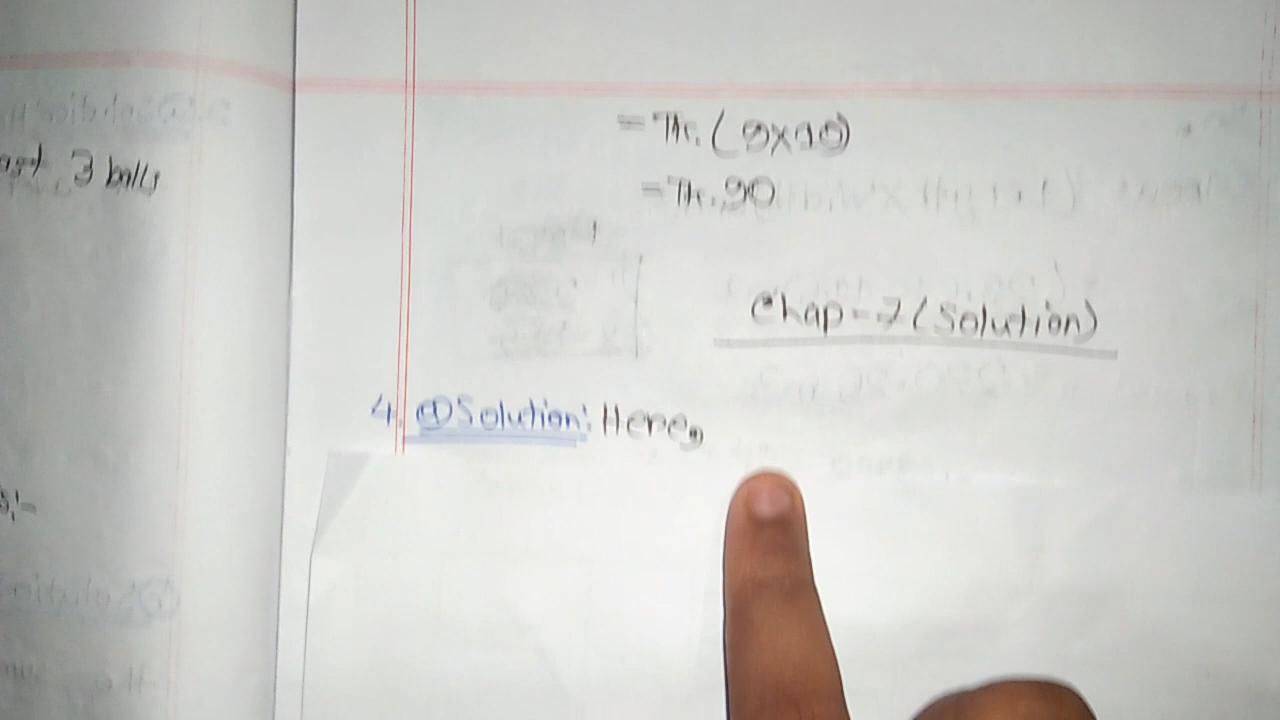 3 balls
= Tk. (9×10)
= Tk. 90
Chap-7 (Solution)
4. Solution: Here,